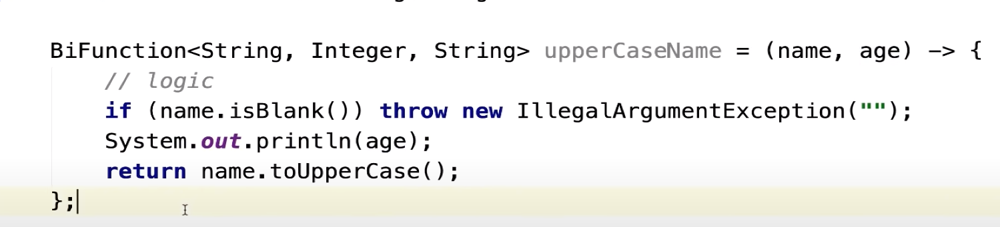 BiFunction<String, Integer, String> upperCaseName = (name, age) -> {
// logic
if (name.isBlank()) throw new IllegalArgumentException("");
System.out.println(age);
return name.toUpperCase();
};